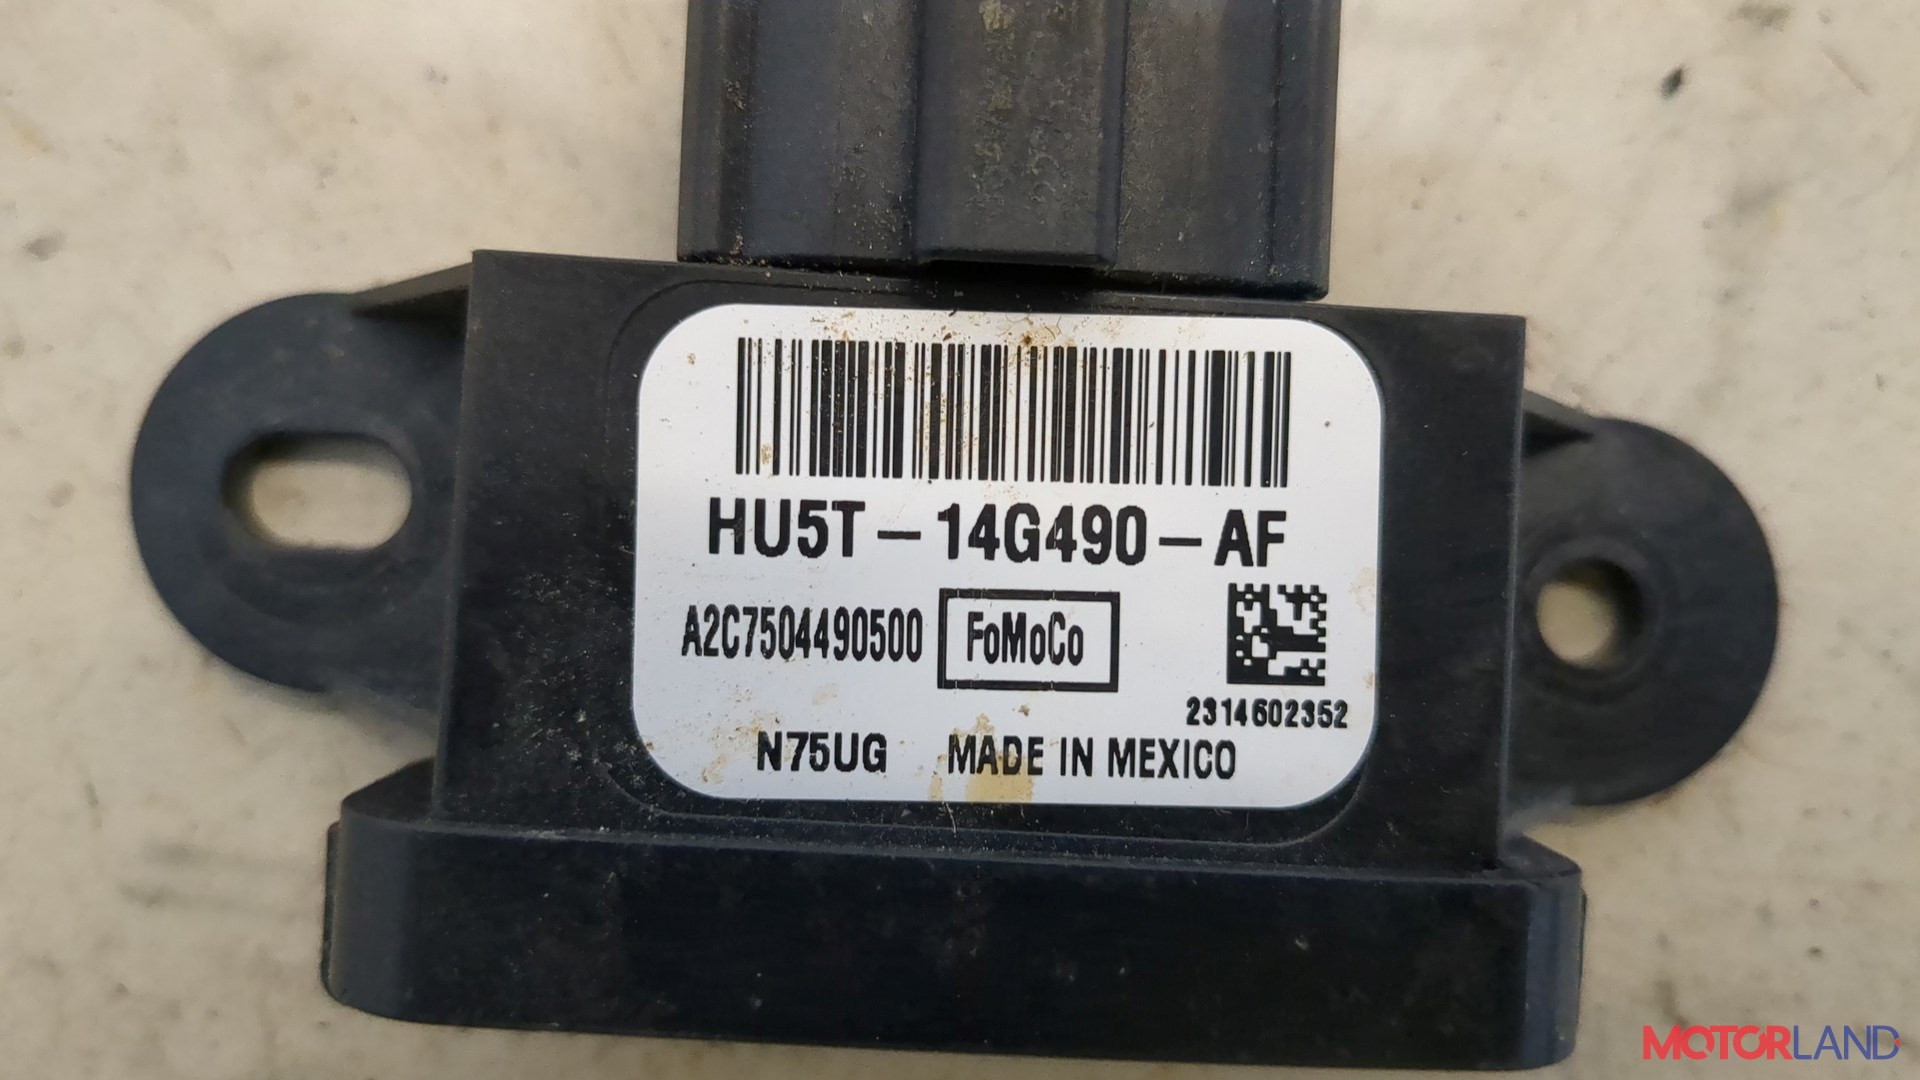 HU5T-14G490-AF
A2C7504490500 FoMoCo
2314602352
N75UG MADE IN MEXICO
MOTORLAND